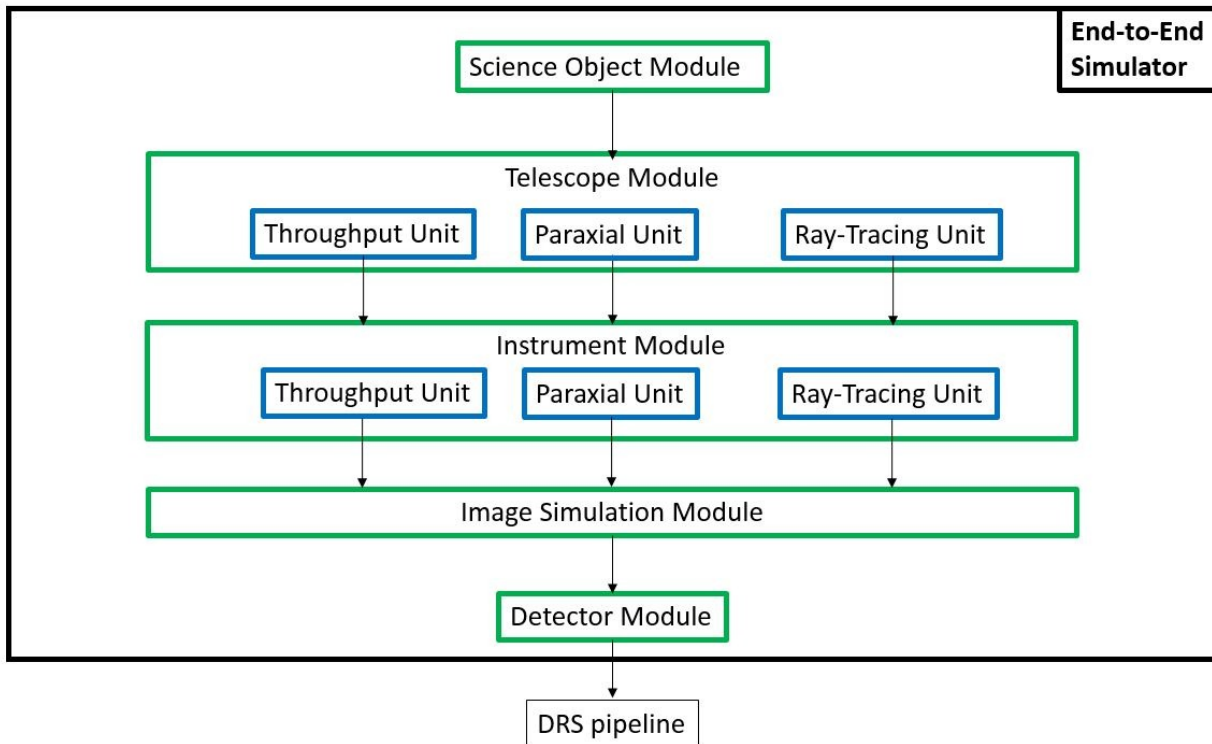 End-to-End
Simulator
Science Object Module
Telescope Module
Throughput Unit
Paraxial Unit
Ray-Tracing Unit
Instrument Module
Throughput Unit
Paraxial Unit
Ray-Tracing Unit
Image Simulation Module
Detector Module
DRS pipeline